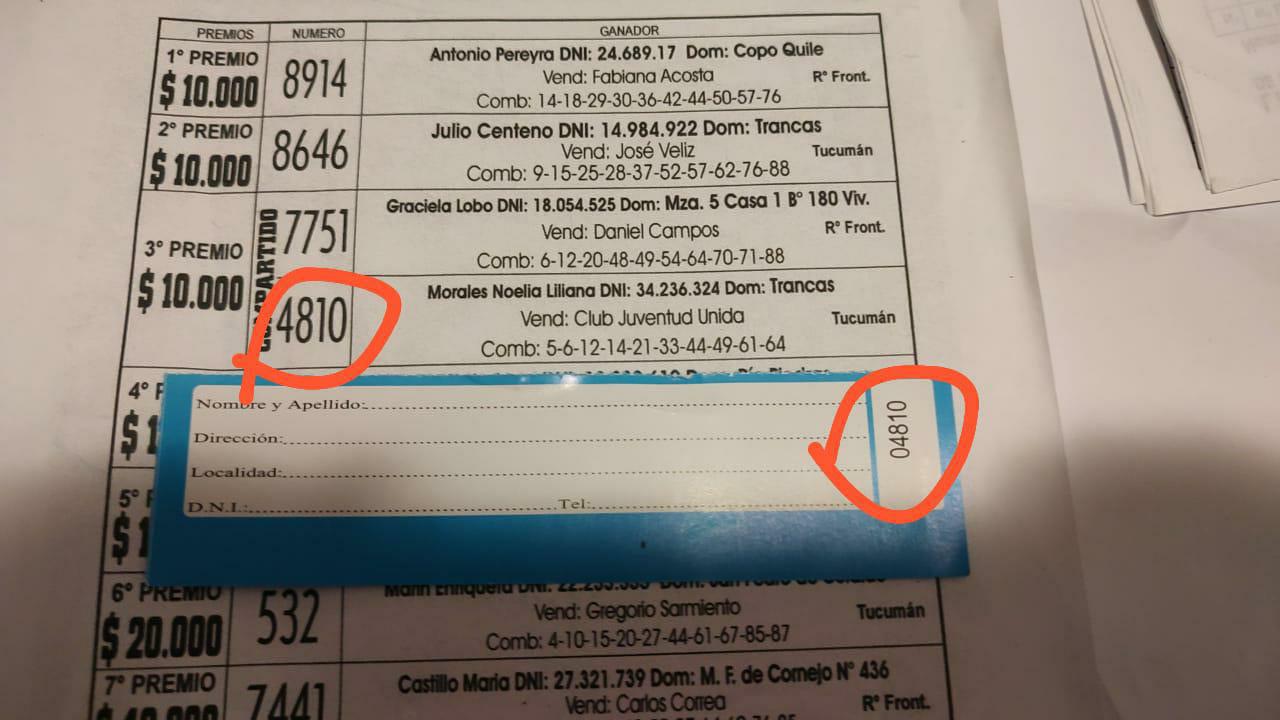 PREMIOS NUMERO GANADOR
1° PREMIO
$ 10.000
8914
Antonio Pereyra DNI: 24.689.17 Dom: Copo Quile
Vend: Fabiana Acosta R° Front.
Comb: 14-18-29-30-36-42-44-50-57-76
2° PREMIO
$ 10.000
8646
Julio Centeno DNI: 14.984.922 Dom: Trancas
Vend: José Veliz Tucumán
Comb: 9-15-25-28-37-52-57-62-76-88
3° PREMIO
$ 10.000
COMPARTIDO
7751
Graciela Lobo DNI: 18.054.525 Dom: Mza. 5 Casa 1 B° 180 Viv.
Vend: Daniel Campos R° Front.
Comb: 6-12-20-48-49-54-64-70-71-88
4810
Morales Noelia Liliana DNI: 34.236.324 Dom: Trancas
Vend: Club Juventud Unida Tucumán
Comb: 5-6-12-14-21-33-44-49-61-64
4° P
$ 1
Nombre y Apellido:
Dirección:
Localidad:
D.N.I.: Tel:
04810
5° P
$ 1
6° PREMIO
$ 20.000
532
Vend: Gregorio Sarmiento Tucumán
Comb: 4-10-15-20-27-44-61-67-85-87
7° PREMIO
7441
Castillo Maria DNI: 27.321.739 Dom: M. F. de Cornejo N° 436
Vend: Carlos Correa R° Front.